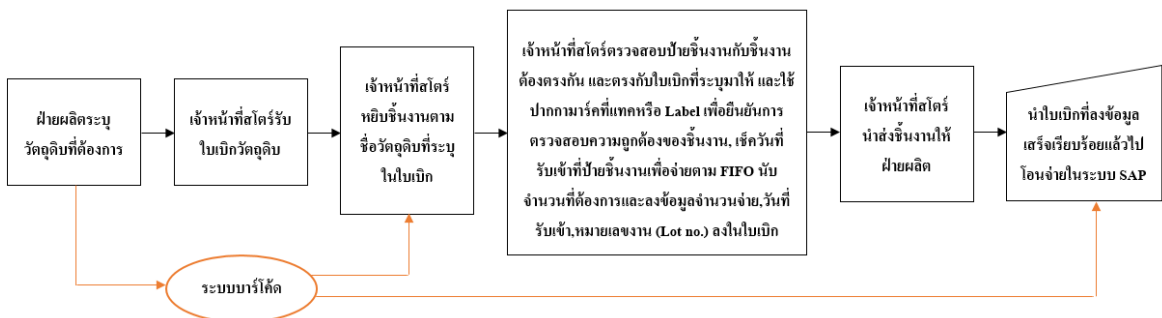 ฝ่ายผลิตระบุ
วัตถุดิบที่ต้องการ
เจ้าหน้าที่สโตร์รับ
ใบเบิกวัตถุดิบ
เจ้าหน้าที่สโตร์
หยิบชิ้นงานตาม
ชื่อวัตถุดิบที่ระบุ
ในใบเบิก
เจ้าหน้าที่สโตร์ตรวจสอบป้ายชิ้นงานกับชิ้นงาน
ต้องตรงกัน และตรงกับใบเบิกที่ระบุมาให้ และใช้
ปากกามาร์คที่แทคหรือ Label เพื่อยืนยันการ
ตรวจสอบความถูกต้องของชิ้นงาน, เช็ควันที่
รับเข้าที่ป้ายชิ้นงานเพื่อจ่ายตาม FIFO นับ
จำนวนที่ต้องการและลงข้อมูลจำนวนจ่าย,วันที่
รับเข้า,หมายเลขงาน (Lot no.) ลงในใบเบิก
เจ้าหน้าที่สโตร์
นำส่งชิ้นงานให้
ฝ่ายผลิต
นำใบเบิกที่ลงข้อมูล
เสร็จเรียบร้อยแล้วไป
โอนจ่ายในระบบ SAP
ระบบบาร์โค้ด